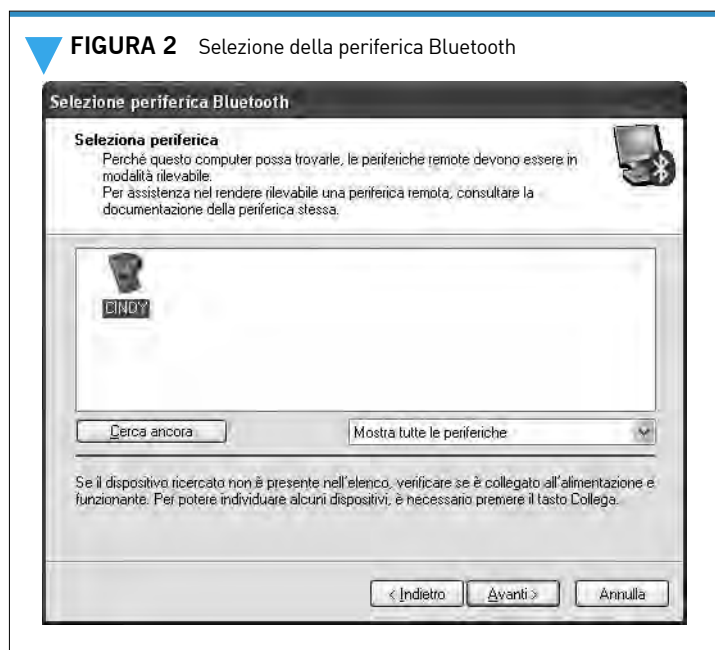 FIGURA 2 Selezione della periferica Bluetooth
Selezione periferica Bluetooth
Seleziona periferica
Perché questo computer possa trovarle, le periferiche remote devono essere in
modalità rilevabile.
Per assistenza nel rendere rilevabile una periferica remota, consultare la
documentazione della periferica stessa.
CINDY
Cerca ancora
Mostra tutte le periferiche
Se il dispositivo ricercato non è presente nell'elenco, verificare se è collegato all'alimentazione e
funzionante. Per potere individuare alcuni dispositivi, è necessario premere il tasto Collega.
< Indietro
Avanti >
Annulla